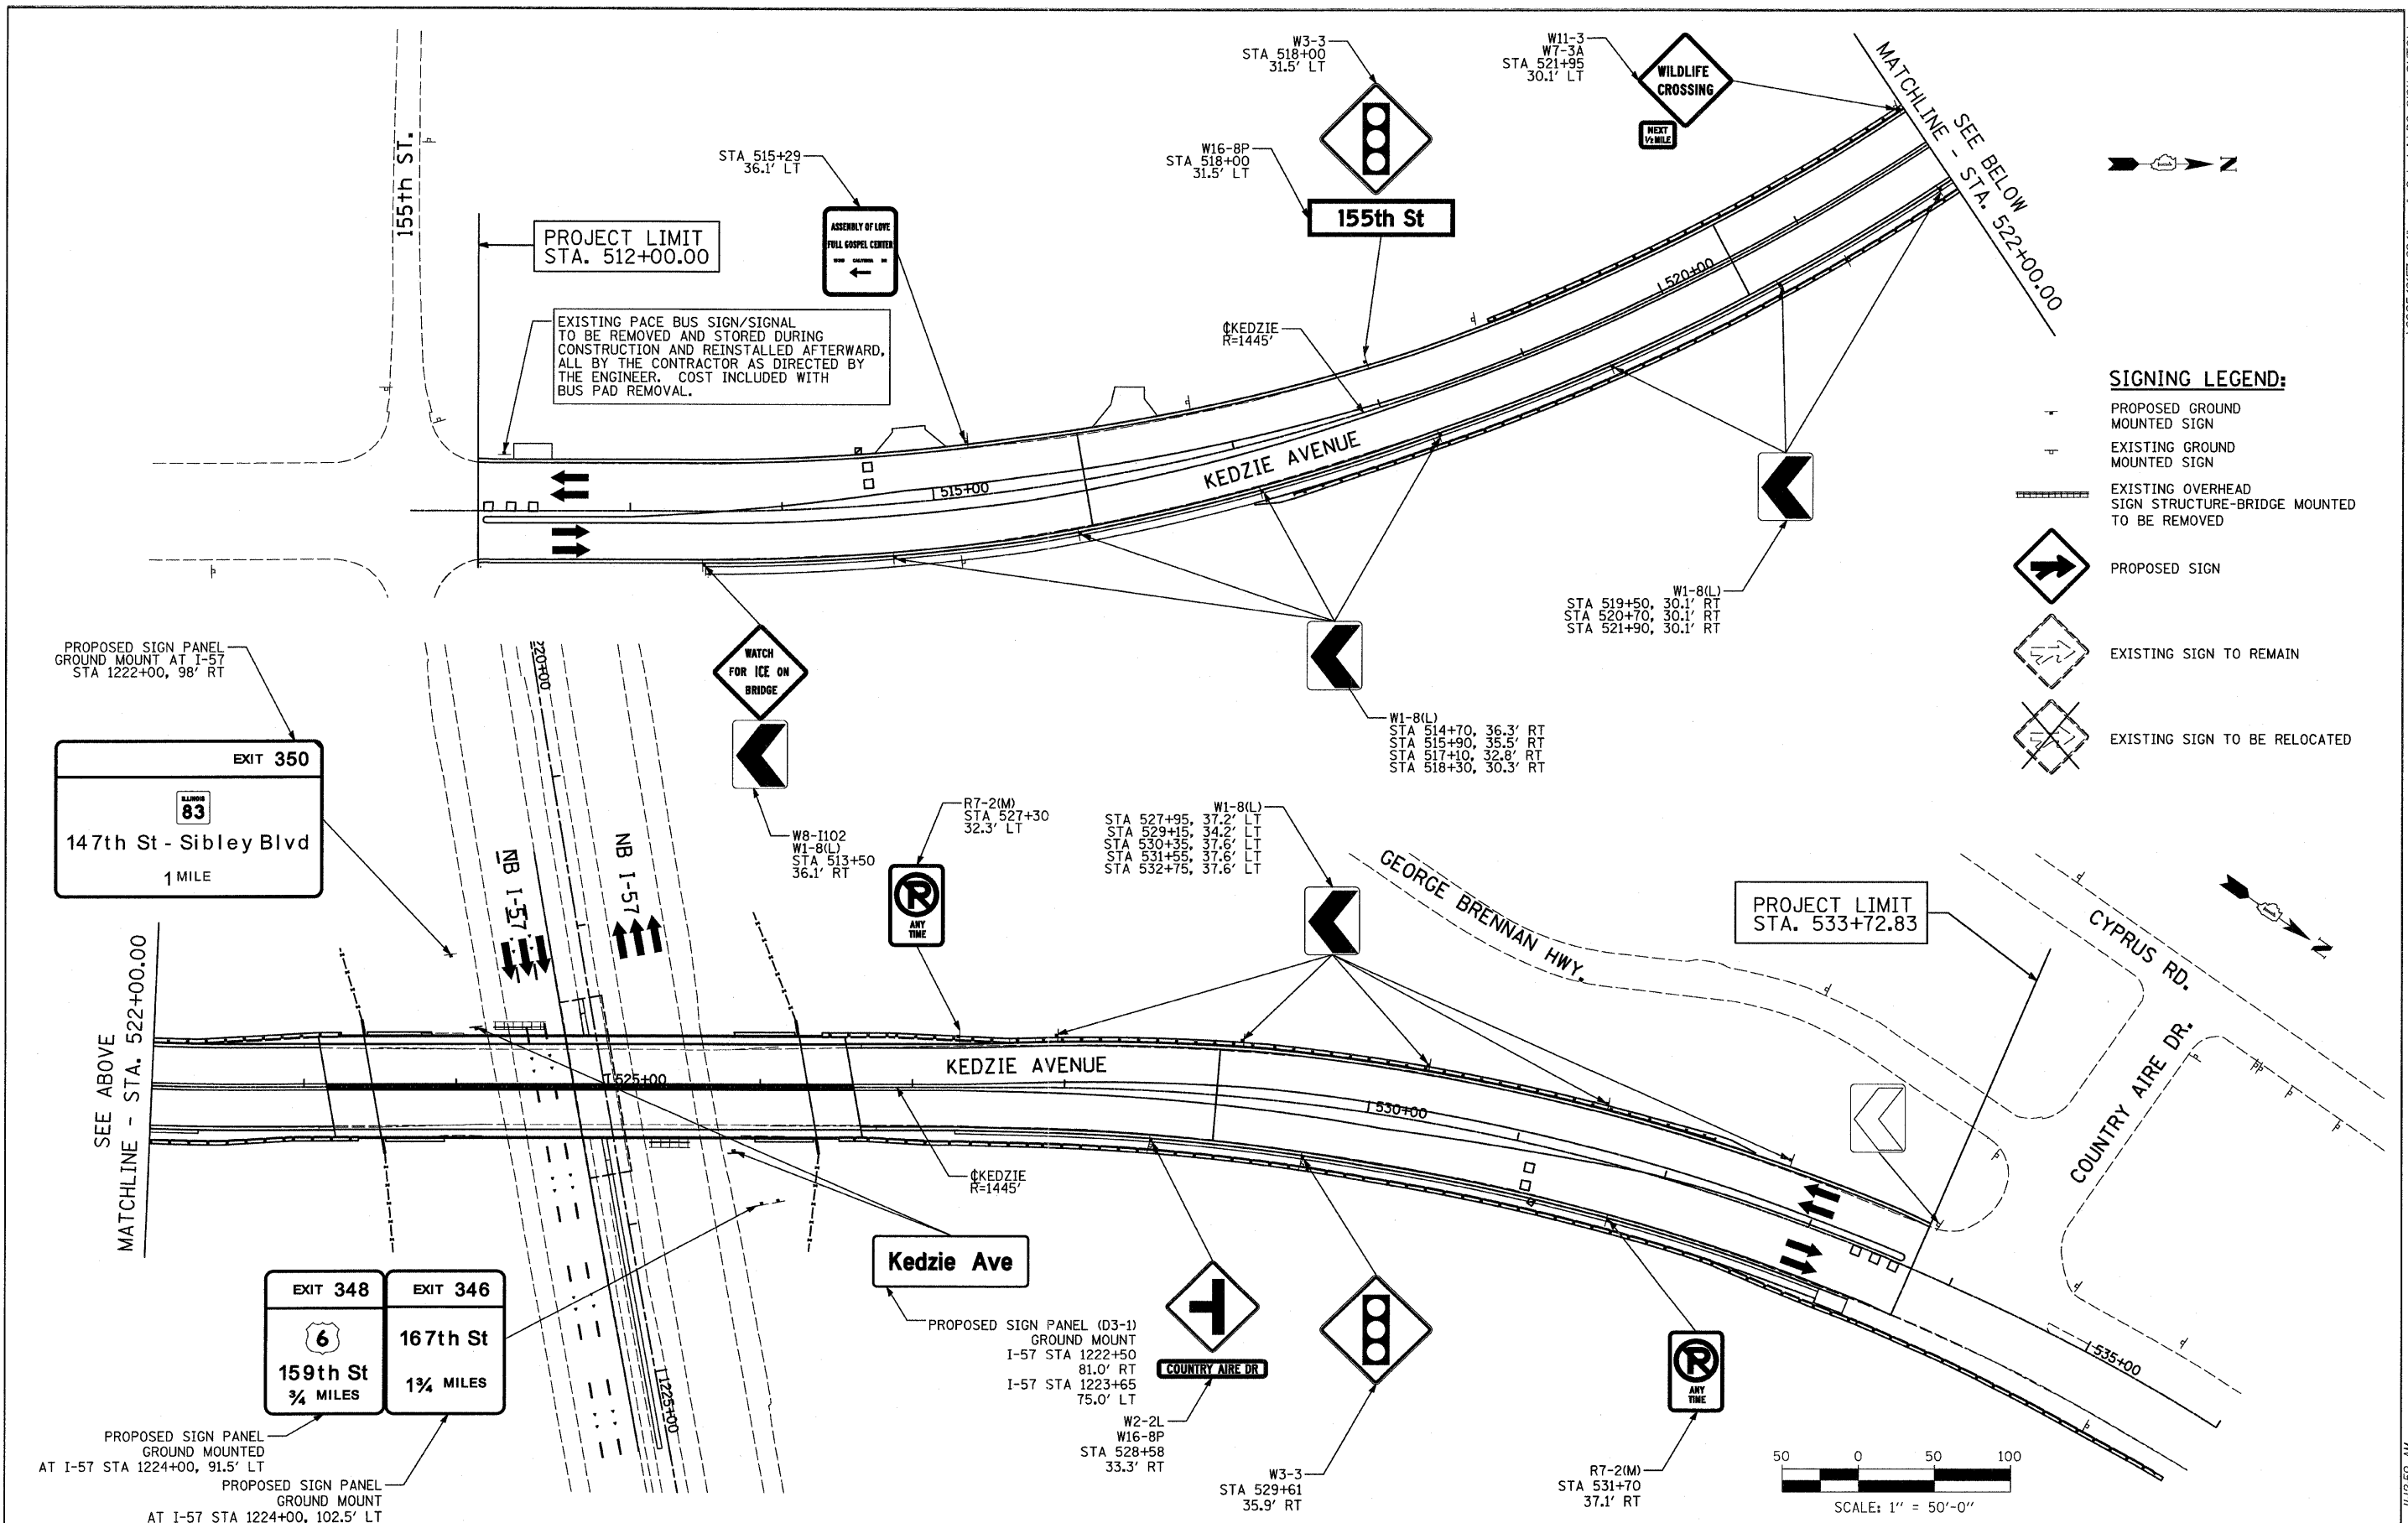 155th ST.
PROJECT LIMIT
STA. 512+00.00
EXISTING PACE BUS SIGN/SIGNAL
TO BE REMOVED AND STORED DURING
CONSTRUCTION AND REINSTALLED AFTERWARD,
ALL BY THE CONTRACTOR AS DIRECTED BY
THE ENGINEER. COST INCLUDED WITH
BUS PAD REMOVAL.
STA 515+29
36.1' LT
ASSEMBLY OF LOVE
FULL GOSPEL CENTER
W3-3
STA 518+00
31.5' LT
W16-8P
STA 518+00
31.5' LT
155th St
W11-3
W7-3A
STA 521+95
30.1' LT
WILDLIFE
CROSSING
NEXT
1/2 MILE
SEE BELOW
MATCHLINE - STA. 522+00.00
N
℄KEDZIE
R=1445'
520+00
515+00
KEDZIE AVENUE
SIGNING LEGEND:
PROPOSED GROUND
MOUNTED SIGN
EXISTING GROUND
MOUNTED SIGN
EXISTING OVERHEAD
SIGN STRUCTURE-BRIDGE MOUNTED
TO BE REMOVED
PROPOSED SIGN
EXISTING SIGN TO REMAIN
EXISTING SIGN TO BE RELOCATED
W1-8(L)
STA 519+50, 30.1' RT
STA 520+70, 30.1' RT
STA 521+90, 30.1' RT
W1-8(L)
STA 514+70, 36.3' RT
STA 515+90, 35.5' RT
STA 517+10, 32.8' RT
STA 518+30, 30.3' RT
WATCH
FOR ICE ON
BRIDGE
W8-I102
W1-8(L)
STA 513+50
36.1' RT
PROPOSED SIGN PANEL
GROUND MOUNT AT I-57
STA 1222+00, 98' RT
EXIT 350
ILLINOIS
83
147th St - Sibley Blvd
1 MILE
NB I-57
NB I-57
R7-2(M)
STA 527+30
32.3' LT
P
ANY
TIME
W1-8(L)
STA 527+95, 37.2' LT
STA 529+15, 34.2' LT
STA 530+35, 37.6' LT
STA 531+55, 37.6' LT
STA 532+75, 37.6' LT
GEORGE BRENNAN HWY.
PROJECT LIMIT
STA. 533+72.83
CYPRUS RD.
COUNTRY AIRE DR.
N
SEE ABOVE
MATCHLINE - STA. 522+00.00
525+00
KEDZIE AVENUE
530+00
535+00
℄KEDZIE
R=1445'
1225+00
Kedzie Ave
PROPOSED SIGN PANEL (D3-1)
GROUND MOUNT
I-57 STA 1222+50
81.0' RT
I-57 STA 1223+65
75.0' LT
EXIT 348
6
159th St
3/4 MILES
EXIT 346
167th St
1 3/4 MILES
PROPOSED SIGN PANEL
GROUND MOUNTED
AT I-57 STA 1224+00, 91.5' LT
PROPOSED SIGN PANEL
GROUND MOUNT
AT I-57 STA 1224+00, 102.5' LT
COUNTRY AIRE DR
W2-2L
W16-8P
STA 528+58
33.3' RT
W3-3
STA 529+61
35.9' RT
P
ANY
TIME
R7-2(M)
STA 531+70
37.1' RT
50 0 50 100
SCALE: 1" = 50'-0"